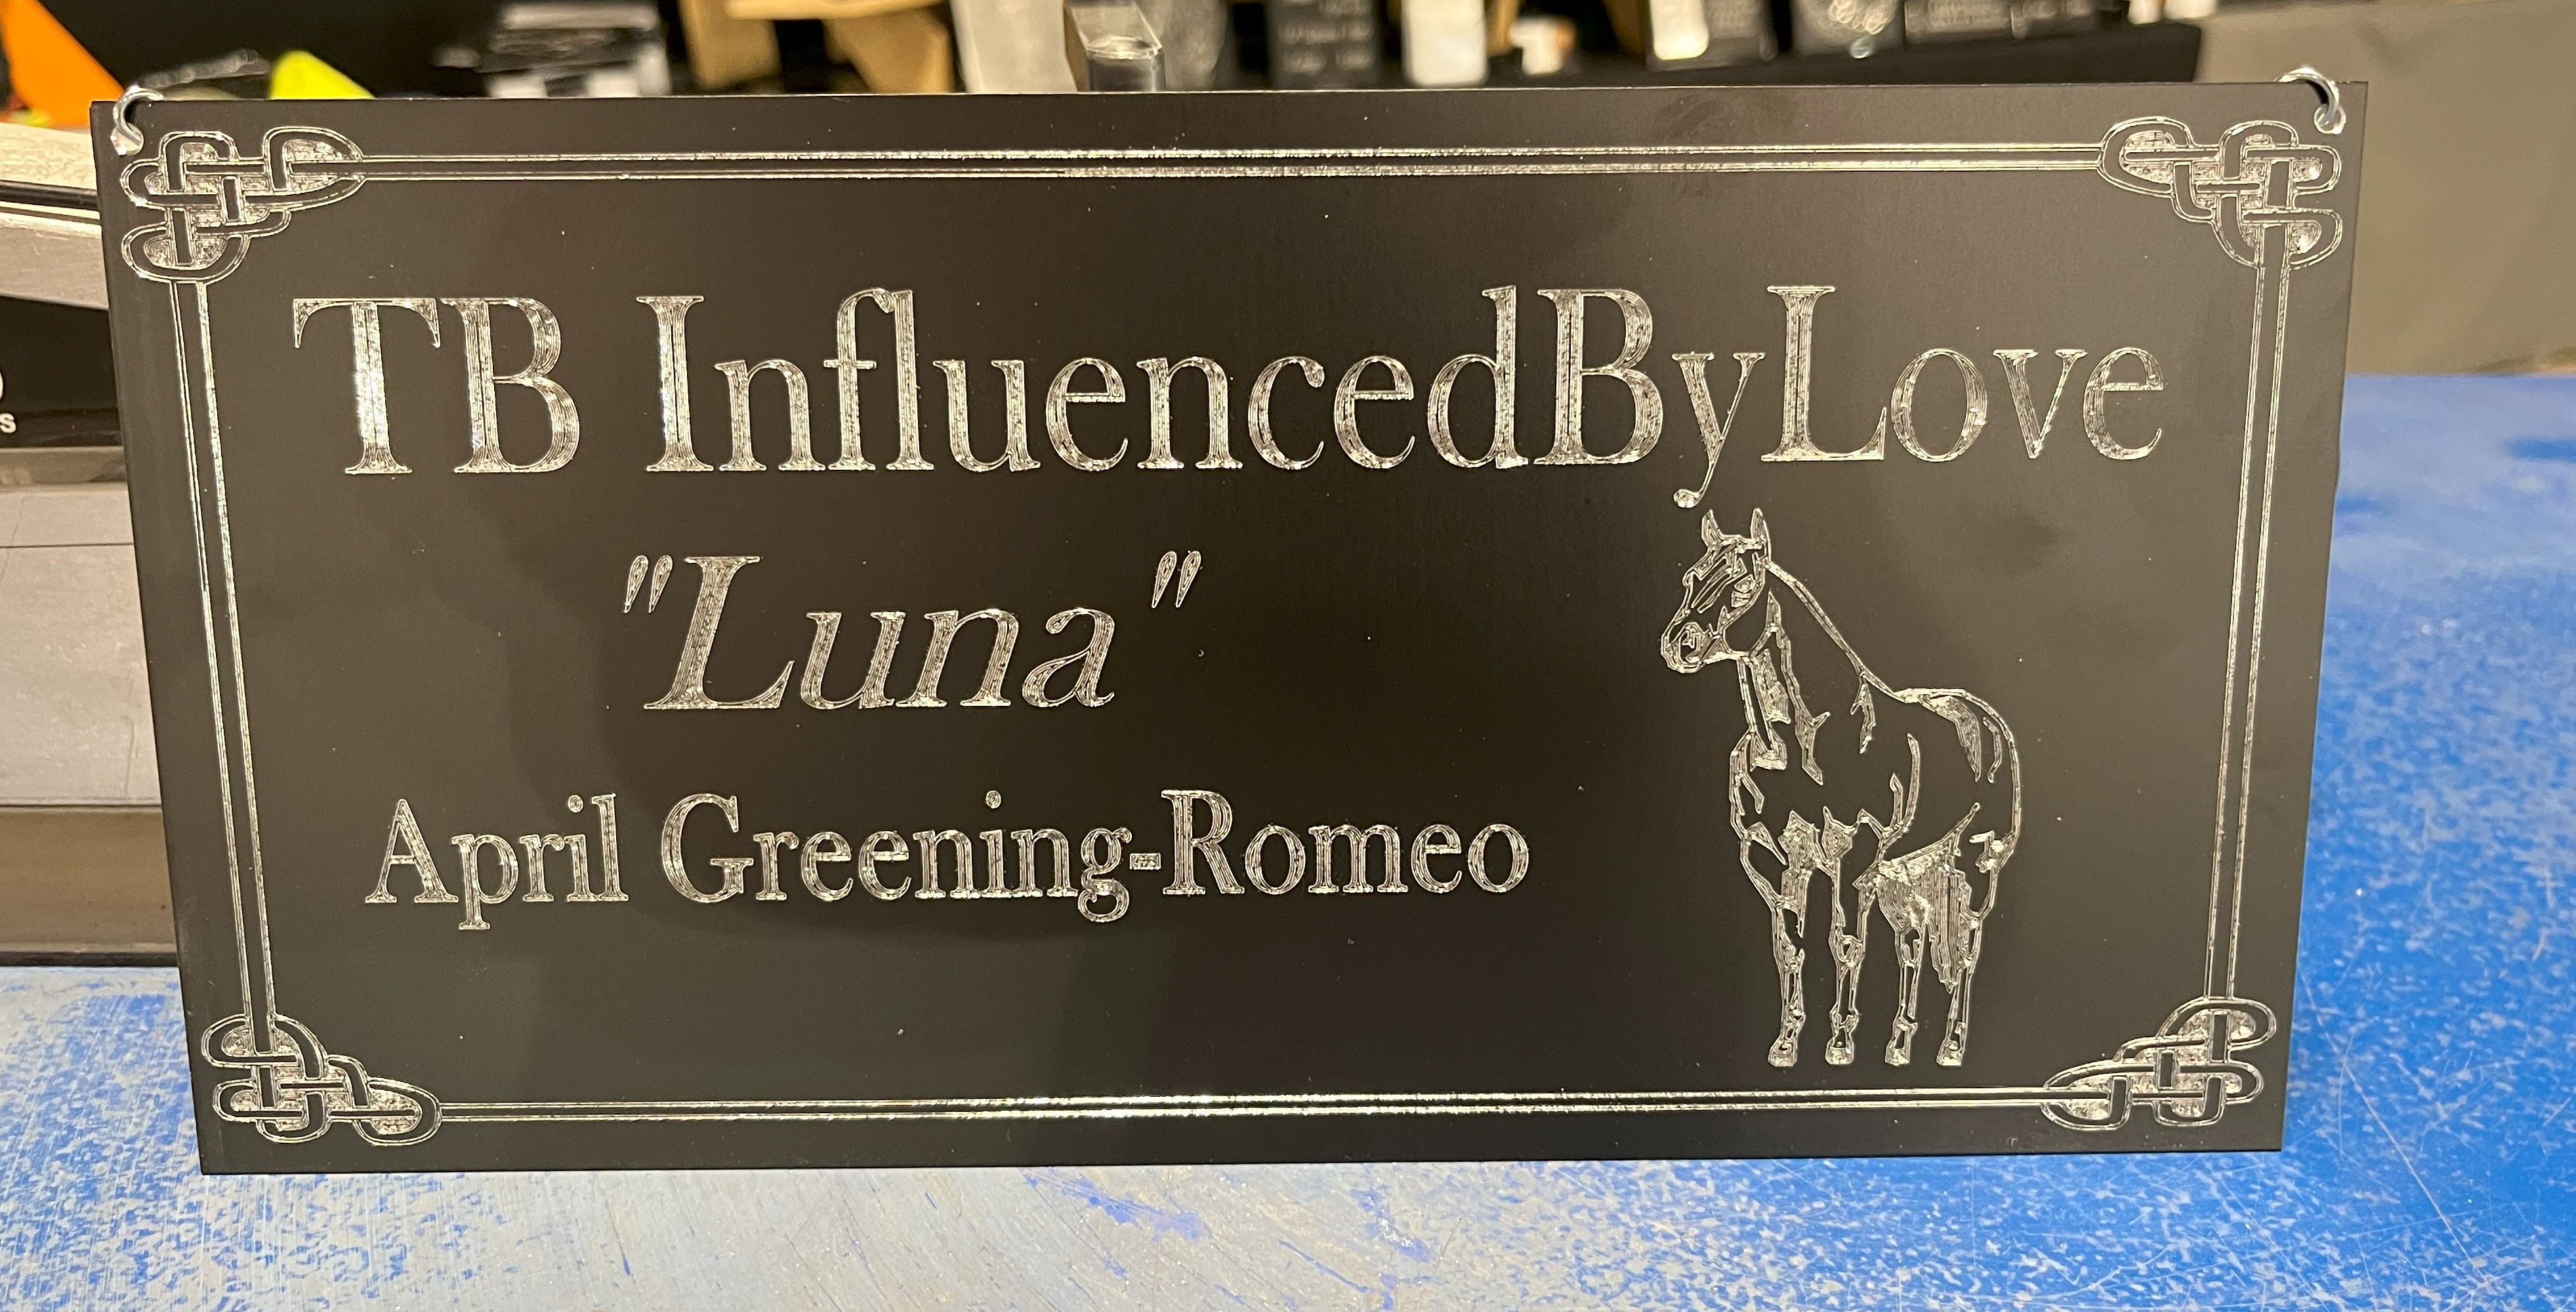 TB InfluencedByLove
"Luna"
April Greening-Romeo